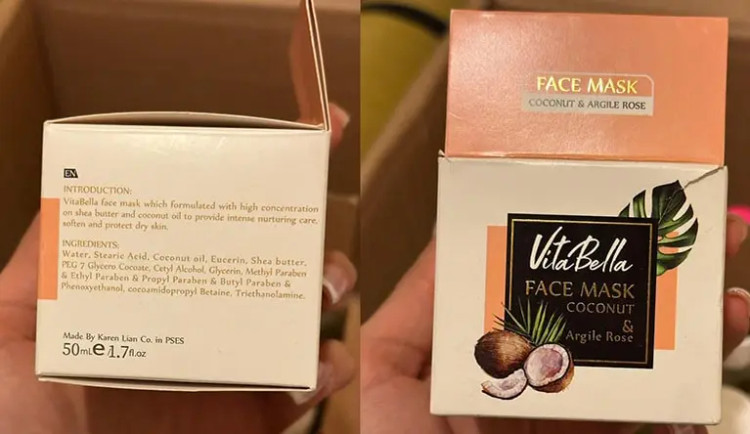 EN
INTRODUCTION:
VitaBella face mask which formulated with high concentration
on shea butter and coconut oil to provide intense nurturing care,
soften and protect dry skin.
INGREDIENTS:
Water, Stearic Acid, Coconut oil, Eucerin, Shea butter,
PEG 7 Glycero Cocoate, Cetyl Alcohol, Glycerin, Methyl Paraben
& Ethyl Paraben & Propyl Paraben & Butyl Paraben &
Phenoxyethanol, cocoamidopropyl Betaine, Triethanolamine.
Made By Karen Lian Co. in PSES
50mLe/1.7fl.oz
FACE MASK
COCONUT & ARGILE ROSE
VitaBella
FACE MASK
COCONUT
&
Argile Rose